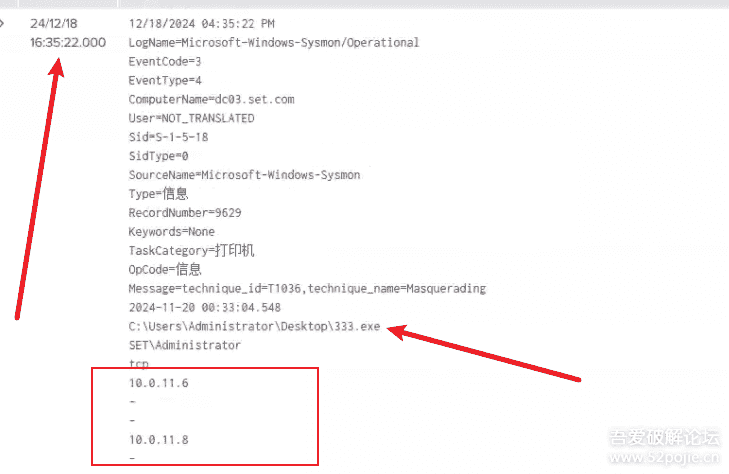 24/12/18
16:35:22.000
12/18/2024 04:35:22 PM
LogName=Microsoft-Windows-Sysmon/Operational
EventCode=3
EventType=4
ComputerName=dc03.set.com
User=NOT_TRANSLATED
Sid=S-1-5-18
SidType=0
SourceName=Microsoft-Windows-Sysmon
Type=信息
RecordNumber=9629
Keywords=None
TaskCategory=打印机
OpCode=信息
Message=technique_id=T1036,technique_name=Masquerading
2024-11-20 00:33:04.548
C:\Users\Administrator\Desktop\333.exe
SET\Administrator
tcp
10.0.11.6
-
-
10.0.11.8
-
吾爱破解论坛
www.52pojie.cn